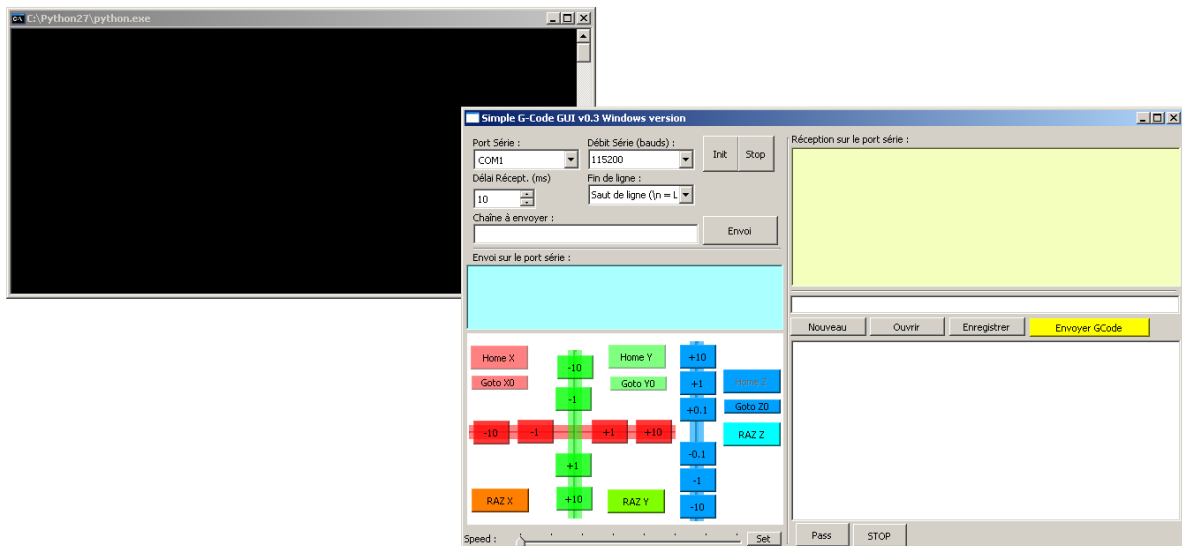 C:\Python27\python.exe
Simple G-Code GUI v0.3 Windows version
Port Série :
Débit Série (bauds) :
COM1
115200
Init
Stop
Délai Récept. (ms)
Fin de ligne :
10
Saut de ligne (\n = L
Chaîne à envoyer :
Envoi
Envoi sur le port série :
Réception sur le port série :
Nouveau
Ouvrir
Enregistrer
Envoyer GCode
Home X
-10
Home Y
+10
Goto X0
Goto Y0
+1
Home Z
-1
+0.1
Goto Z0
-10
-1
+1
+10
RAZ Z
-0.1
+1
-1
RAZ X
+10
RAZ Y
-10
Speed :
Set
Pass
STOP